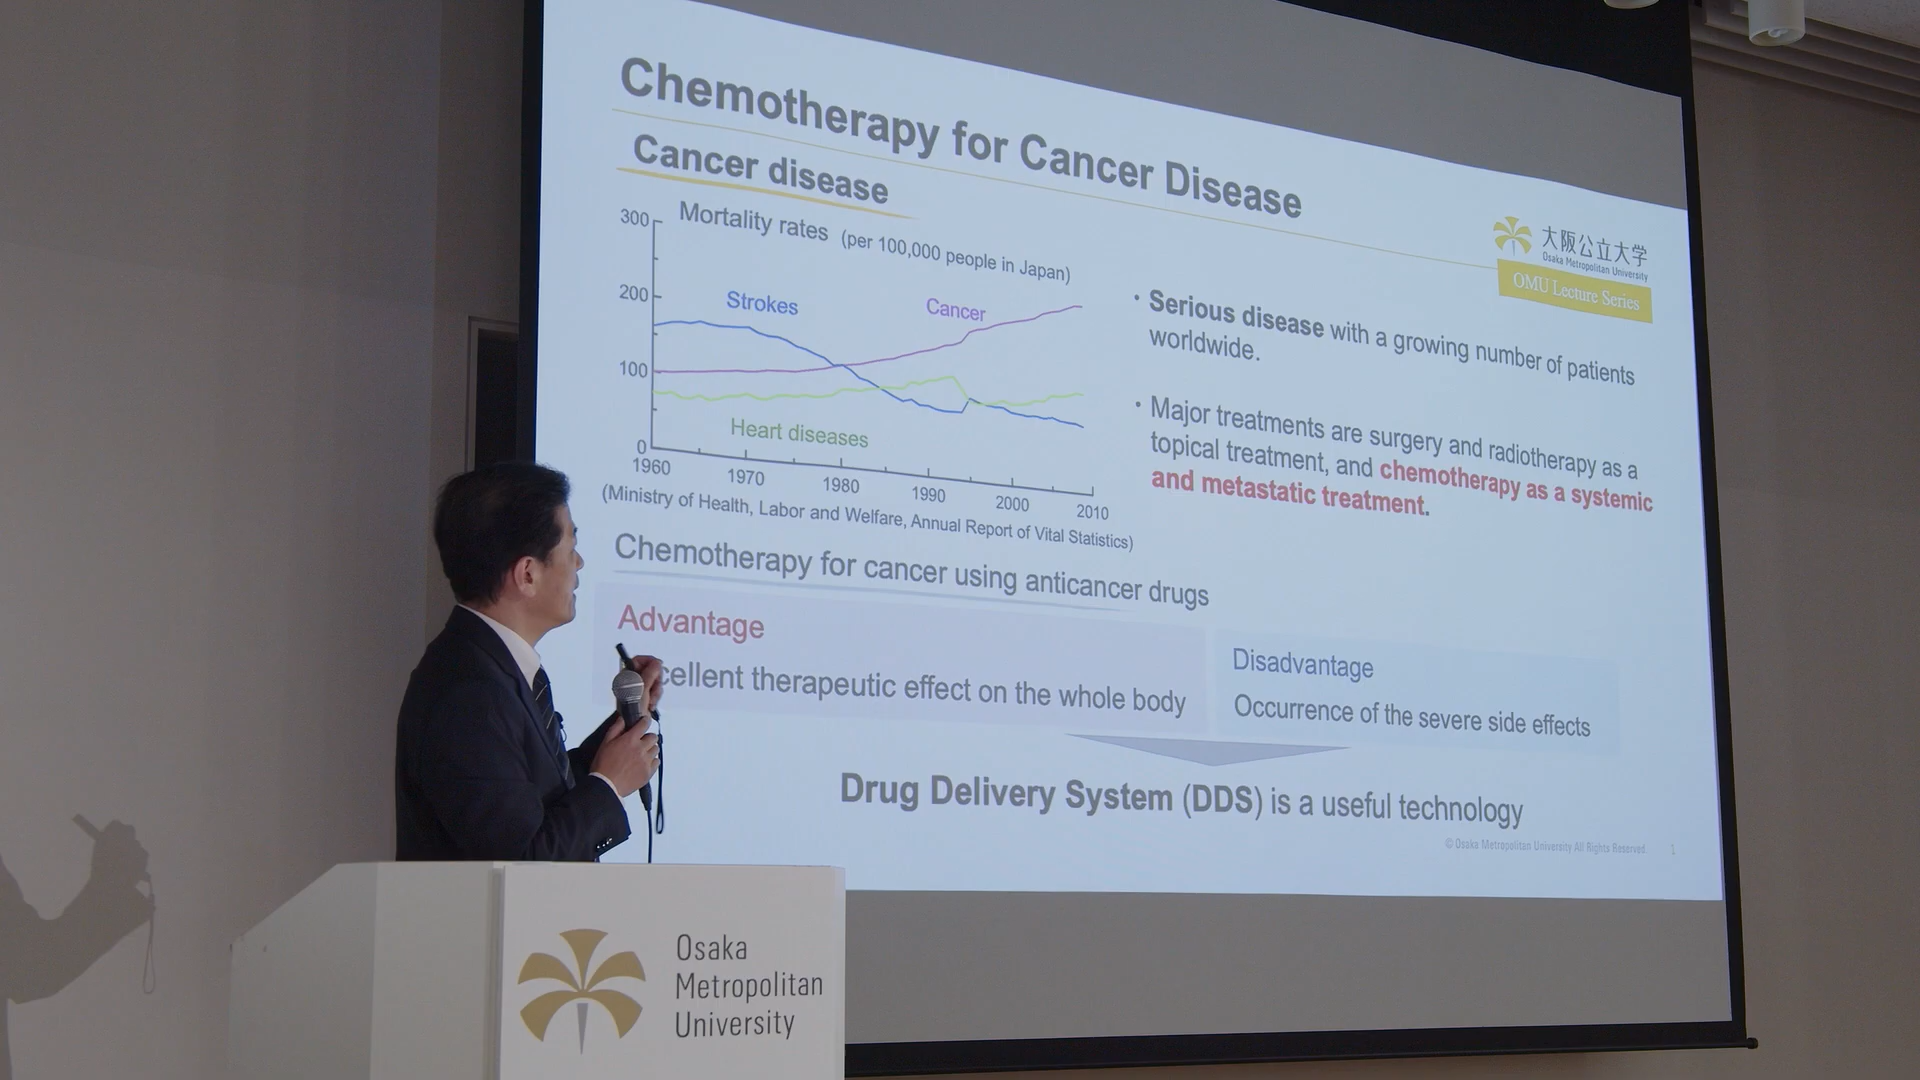 Chemotherapy for Cancer Disease
Cancer disease
大阪公立大学
Osaka Metropolitan University
OMU Lecture Series
Mortality rates (per 100,000 people in Japan)
300
200
100
0
Strokes
Cancer
Heart diseases
1960
1970
1980
1990
2000
2010
(Ministry of Health, Labor and Welfare, Annual Report of Vital Statistics)
・Serious disease with a growing number of patients
worldwide.
・Major treatments are surgery and radiotherapy as a
topical treatment, and chemotherapy as a systemic
and metastatic treatment.
Chemotherapy for cancer using anticancer drugs
Advantage
cellent therapeutic effect on the whole body
Disadvantage
Occurrence of the severe side effects
Drug Delivery System (DDS) is a useful technology
© Osaka Metropolitan University All Rights Reserved.
1
Osaka
Metropolitan
University